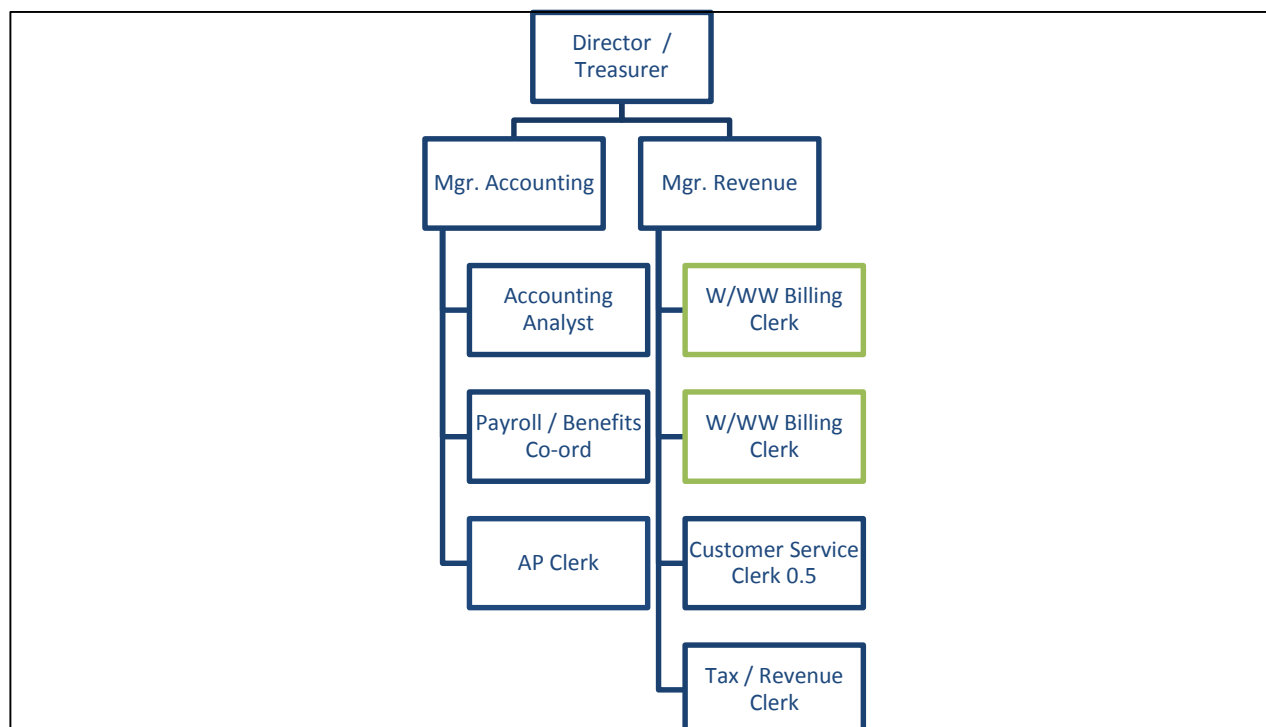 Director /
Treasurer
Mgr. Accounting
Mgr. Revenue
Accounting
Analyst
W/WW Billing
Clerk
Payroll / Benefits
Co-ord
W/WW Billing
Clerk
AP Clerk
Customer Service
Clerk 0.5
Tax / Revenue
Clerk